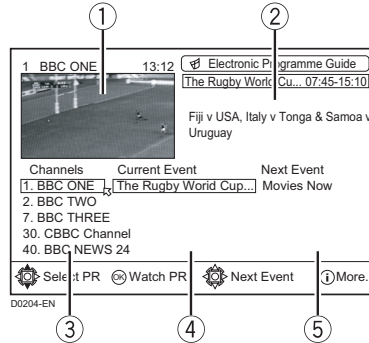 1 2
1 BBC ONE 13:12 Electronic Programme Guide
The Rugby World Cu... 07:45-15:10
Fiji v USA, Italy v Tonga & Samoa v
Uruguay
Channels Current Event Next Event
1. BBC ONE The Rugby World Cup... Movies Now
2. BBC TWO
7. BBC THREE
30. CBBC Channel
40. BBC NEWS 24
Select PR OK Watch PR Next Event i More.
D0204-EN
3 4 5